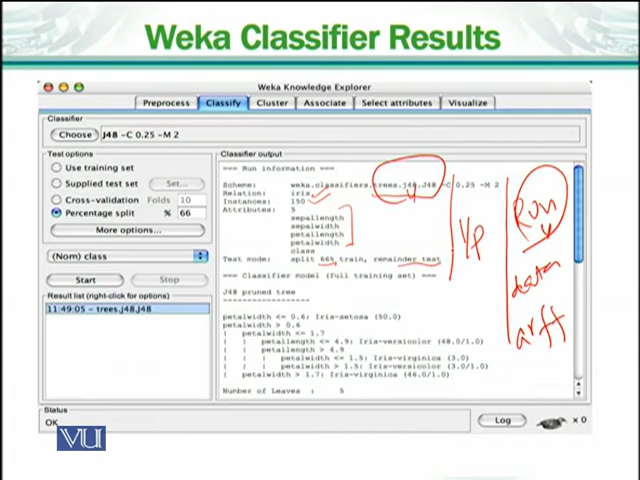 Weka Classifier Results
Weka Knowledge Explorer
Preprocess Classify Cluster Associate Select attributes Visualize
Classifier
Choose J48 -C 0.25 -M 2
Test options
Use training set
Supplied test set Set...
Cross-validation Folds 10
Percentage split % 66
More options...
(Nom) class
Start Stop
Result list (right-click for options)
11:49:05 - trees.j48.J48
Classifier output
=== Run information ===
Scheme: weka.classifiers.trees.j48.J48 -C 0.25 -M 2
Relation: iris
Instances: 150
Attributes: 5
sepallength
sepalwidth
petallength
petalwidth
class
Test mode: split 66% train, remainder test
=== Classifier model (full training set) ===
J48 pruned tree
------------------
petalwidth <= 0.6: Iris-setosa (50.0)
petalwidth > 0.6
| petalwidth <= 1.7
| | petallength <= 4.9: Iris-versicolor (48.0/1.0)
| | petallength > 4.9
| | | petalwidth <= 1.5: Iris-virginica (3.0)
| | | petalwidth > 1.5: Iris-versicolor (3.0/1.0)
| petalwidth > 1.7: Iris-virginica (46.0/1.0)
Number of Leaves : 5
I/P
Run
data
arff
Status
OK
Log x 0
VU